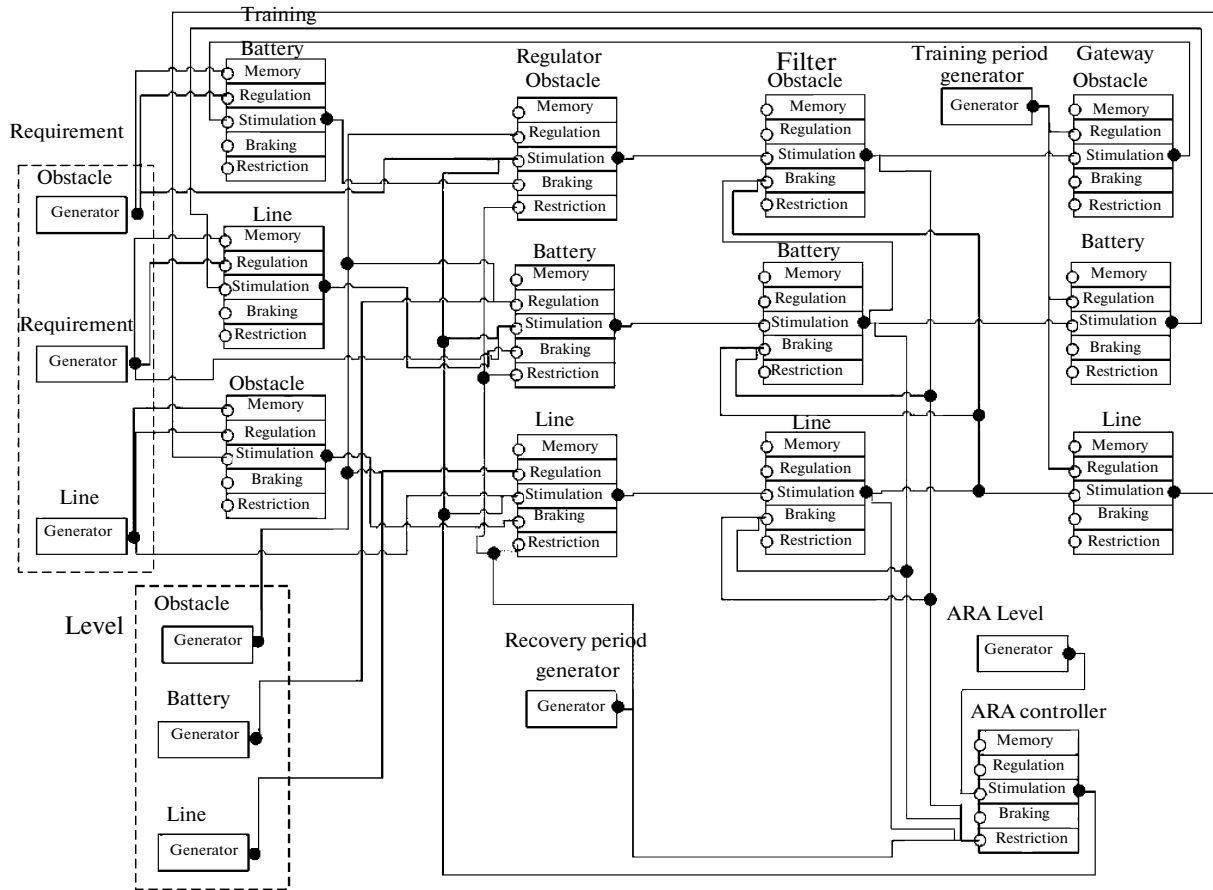 Training
Battery
Memory
Regulation
Stimulation
Braking
Restriction
Requirement
Obstacle
Generator
Line
Memory
Regulation
Stimulation
Braking
Restriction
Requirement
Generator
Obstacle
Memory
Regulation
Stimulation
Braking
Restriction
Line
Generator
Level
Obstacle
Generator
Battery
Generator
Line
Generator
Regulator
Obstacle
Memory
Regulation
Stimulation
Braking
Restriction
Battery
Memory
Regulation
Stimulation
Braking
Restriction
Line
Memory
Regulation
Stimulation
Braking
Restriction
Recovery period
generator
Generator
Filter
Obstacle
Memory
Regulation
Stimulation
Braking
Restriction
Battery
Memory
Regulation
Stimulation
Braking
Restriction
Line
Memory
Regulation
Stimulation
Braking
Restriction
Training period
generator
Generator
Gateway
Obstacle
Memory
Regulation
Stimulation
Braking
Restriction
Battery
Memory
Regulation
Stimulation
Braking
Restriction
Line
Memory
Regulation
Stimulation
Braking
Restriction
ARA Level
Generator
ARA controller
Memory
Regulation
Stimulation
Braking
Restriction